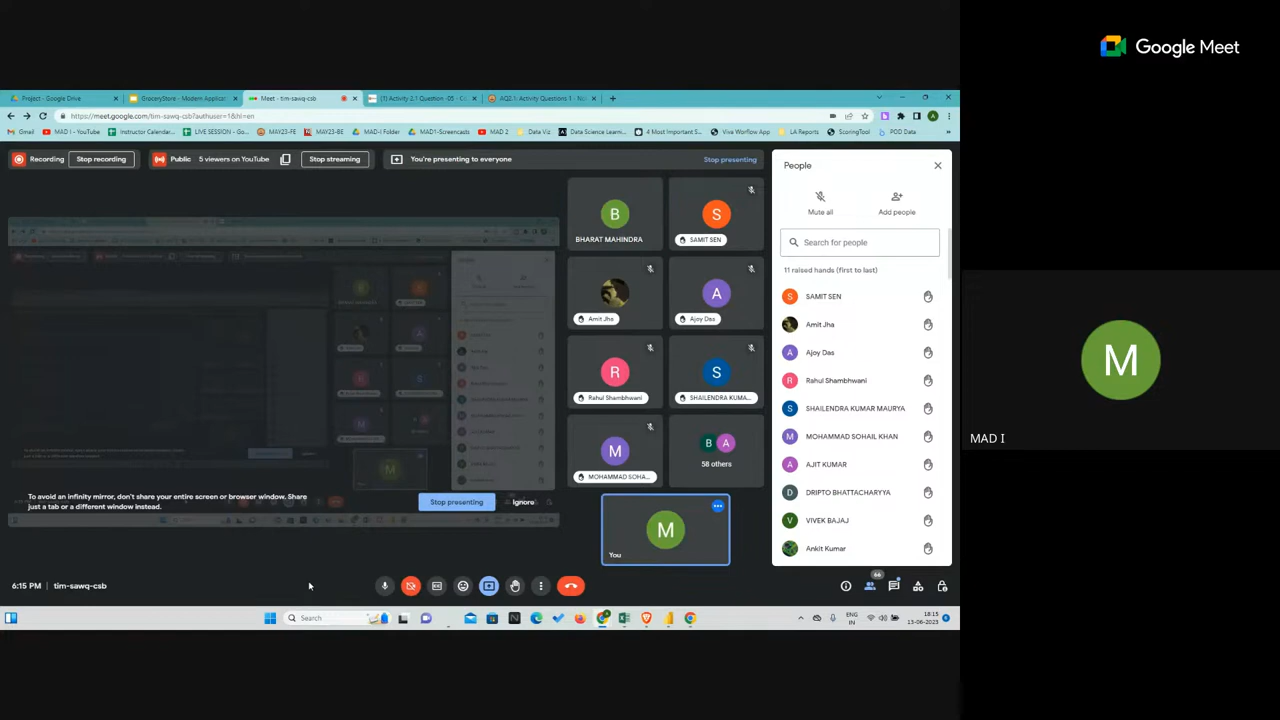 Google Meet
Project - Google Drive
GroceryStore - Modern Applicat
Meet - tim-sawq-csb
(1) Activity 2.1 Question -05 - Co
AQ2.1: Activity Questions 1 - No
https://meet.google.com/tim-sawq-csb?authuser=1&hl=en
Gmail
MAD I - YouTube
Instructor Calendar...
LIVE SESSION - Goo...
MAY23-FE
MAY23-BE
MAD-I Folder
MAD1-Screencasts
MAD 2
Data Viz
Data Science Learni...
4 Most Important S...
Viva Workflow App
LA Reports
ScoringTool
POD Data
Recording
Stop recording
Public
5 viewers on YouTube
Stop streaming
You're presenting to everyone
Stop presenting
People
Mute all
Add people
Search for people
11 raised hands (first to last)
SAMIT SEN
Amit Jha
Ajoy Das
Rahul Shambhwani
SHAILENDRA KUMAR MAURYA
M
MOHAMMAD SOHAIL KHAN
AJIT KUMAR
DRIPTO BHATTACHARYYA
VIVEK BAJAJ
Ankit Kumar
B
BHARAT MAHINDRA
S
SAMIT SEN
Amit Jha
A
Ajoy Das
R
Rahul Shambhwani
S
SHAILENDRA KUMA...
M
MOHAMMAD SOHA...
B A
58 others
M
You
To avoid an infinity mirror, don't share your entire screen or browser window. Share
just a tab or a different window instead.
Stop presenting
Ignore
6:15 PM | tim-sawq-csb
66
Search
ENG
IN
18:15
13-06-2023
M
MAD I